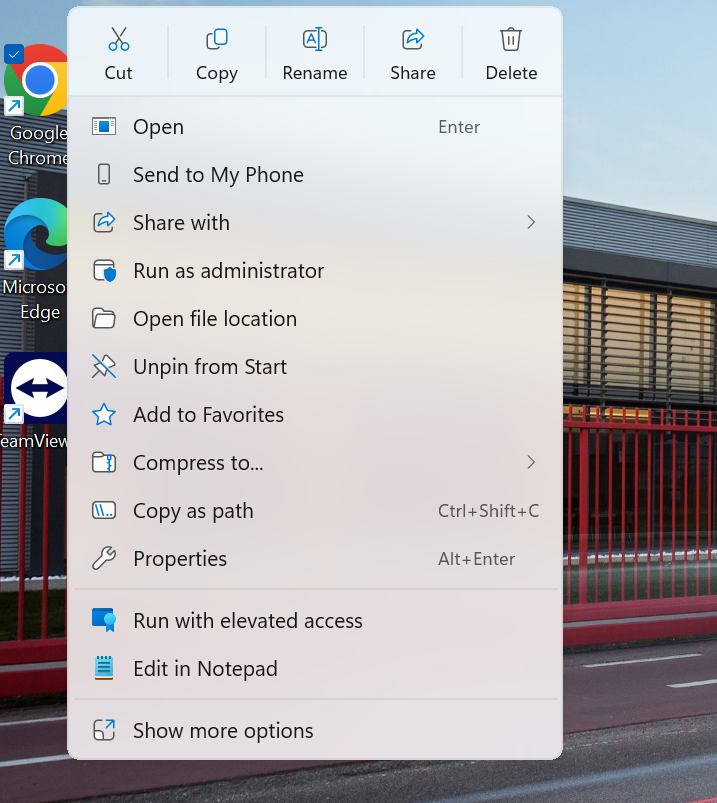 Cut
Copy
Rename
Share
Delete
Google
Chrome
Microso
Edge
eamView
Open
Enter
Send to My Phone
Share with
Run as administrator
Open file location
Unpin from Start
Add to Favorites
Compress to...
Copy as path
Ctrl+Shift+C
Properties
Alt+Enter
Run with elevated access
Edit in Notepad
Show more options